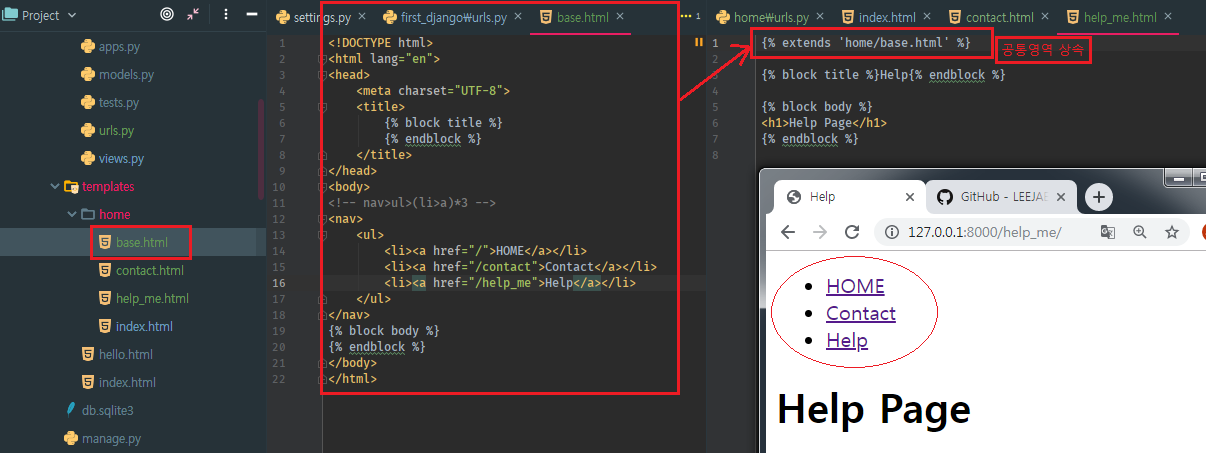 Project
settings.py
first_django₩urls.py
base.html
1
home₩urls.py
index.html
contact.html
help_me.html
apps.py
models.py
tests.py
urls.py
views.py
templates
home
base.html
contact.html
help_me.html
index.html
hello.html
index.html
db.sqlite3
manage.py
1 <!DOCTYPE html>
2 <html lang="en">
3 <head>
4 <meta charset="UTF-8">
5 <title>
6 {% block title %}
7 {% endblock %}
8 </title>
9 </head>
10 <body>
11 <!-- nav>ul>(li>a)*3 -->
12 <nav>
13 <ul>
14 <li><a href="/">HOME</a></li>
15 <li><a href="/contact">Contact</a></li>
16 <li><a href="/help_me">Help</a></li>
17 </ul>
18 </nav>
19 {% block body %}
20 {% endblock %}
21 </body>
22 </html>
1 {% extends 'home/base.html' %}
공통영역 상속
2
3 {% block title %}Help{% endblock %}
4
5 {% block body %}
6 <h1>Help Page</h1>
7 {% endblock %}
8
Help
GitHub - LEEJAE
127.0.0.1:8000/help_me/
HOME
Contact
Help
Help Page